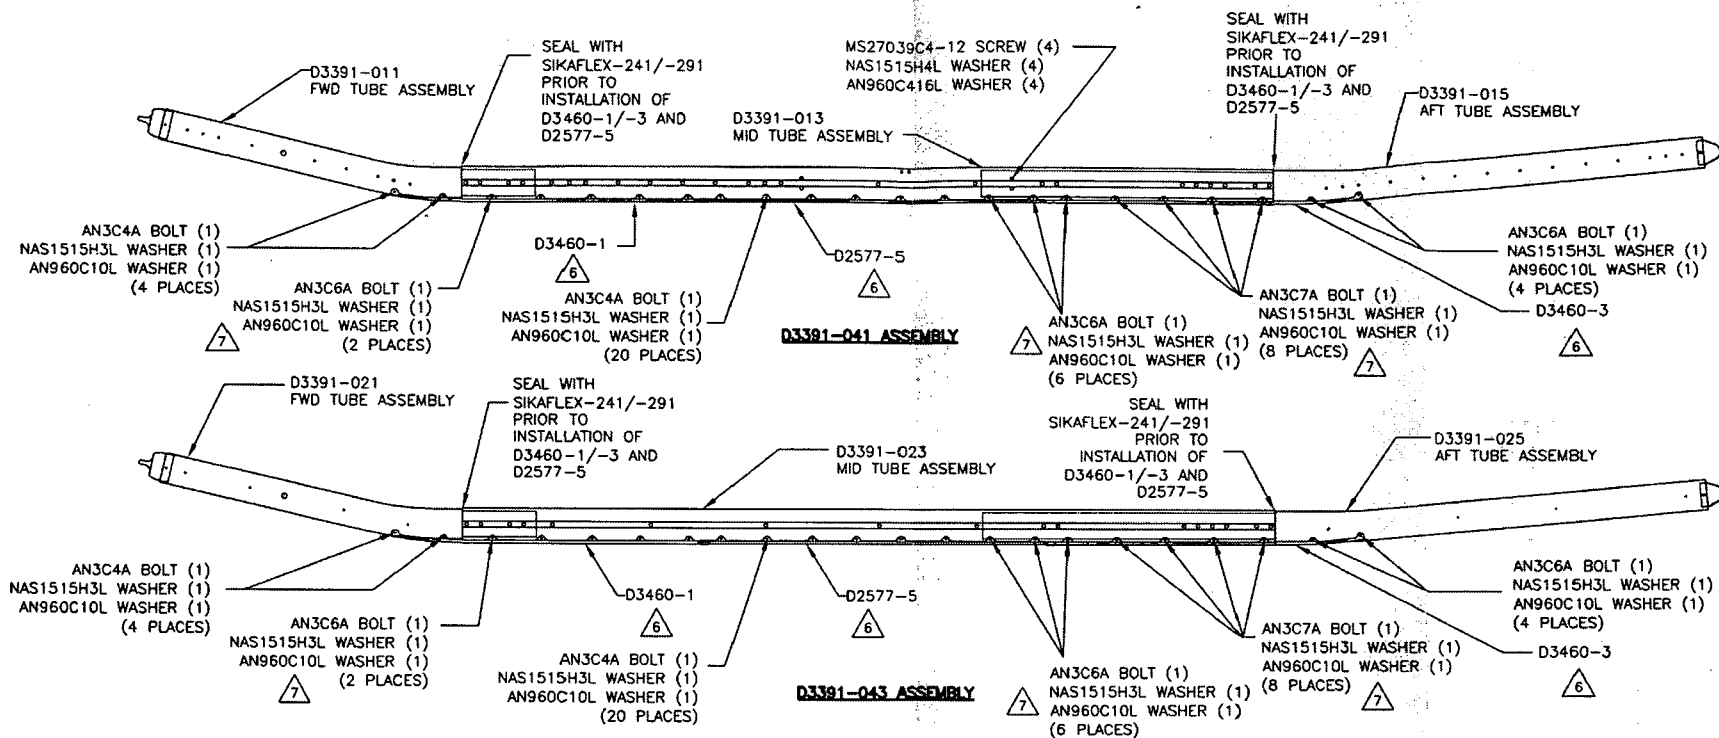 D3391-011
FWD TUBE ASSEMBLY
SEAL WITH
SIKAFLEX-241/-291
PRIOR TO
INSTALLATION OF
D3460-1/-3 AND
D2577-5
MS27039C4-12 SCREW (4)
NAS1515H4L WASHER (4)
AN960C416L WASHER (4)
D3391-013
MID TUBE ASSEMBLY
SEAL WITH
SIKAFLEX-241/-291
PRIOR TO
INSTALLATION OF
D3460-1/-3 AND
D2577-5
D3391-015
AFT TUBE ASSEMBLY
AN3C4A BOLT (1)
NAS1515H3L WASHER (1)
AN960C10L WASHER (1)
(4 PLACES)
AN3C6A BOLT (1)
NAS1515H3L WASHER (1)
AN960C10L WASHER (1)
(2 PLACES)
7
D3460-1
6
AN3C4A BOLT (1)
NAS1515H3L WASHER (1)
AN960C10L WASHER (1)
(20 PLACES)
D2577-5
6
D3391-041 ASSEMBLY
7
AN3C6A BOLT (1)
NAS1515H3L WASHER (1)
AN960C10L WASHER (1)
(6 PLACES)
AN3C7A BOLT (1)
NAS1515H3L WASHER (1)
AN960C10L WASHER (1)
(8 PLACES)
7
AN3C6A BOLT (1)
NAS1515H3L WASHER (1)
AN960C10L WASHER (1)
(4 PLACES)
D3460-3
6
D3391-021
FWD TUBE ASSEMBLY
SEAL WITH
SIKAFLEX-241/-291
PRIOR TO
INSTALLATION OF
D3460-1/-3 AND
D2577-5
D3391-023
MID TUBE ASSEMBLY
SEAL WITH
SIKAFLEX-241/-291
PRIOR TO
INSTALLATION OF
D3460-1/-3 AND
D2577-5
D3391-025
AFT TUBE ASSEMBLY
AN3C4A BOLT (1)
NAS1515H3L WASHER (1)
AN960C10L WASHER (1)
(4 PLACES)
AN3C6A BOLT (1)
NAS1515H3L WASHER (1)
AN960C10L WASHER (1)
(2 PLACES)
7
D3460-1
6
AN3C4A BOLT (1)
NAS1515H3L WASHER (1)
AN960C10L WASHER (1)
(20 PLACES)
D2577-5
6
D3391-043 ASSEMBLY
7
AN3C6A BOLT (1)
NAS1515H3L WASHER (1)
AN960C10L WASHER (1)
(6 PLACES)
AN3C7A BOLT (1)
NAS1515H3L WASHER (1)
AN960C10L WASHER (1)
(8 PLACES)
7
AN3C6A BOLT (1)
NAS1515H3L WASHER (1)
AN960C10L WASHER (1)
(4 PLACES)
D3460-3
6